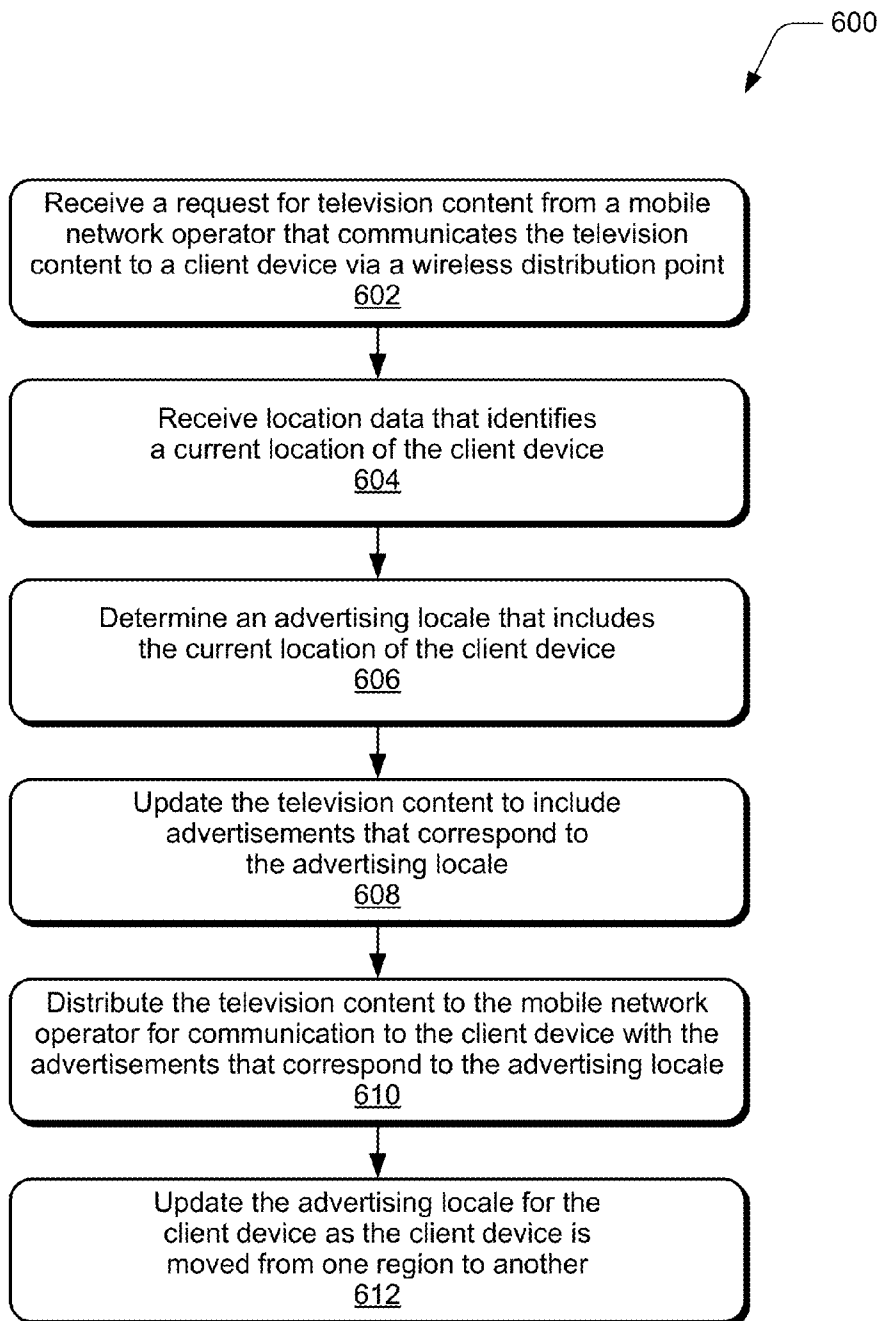 600
Receive a request for television content from a mobile
network operator that communicates the television
content to a client device via a wireless distribution point
602
Receive location data that identifies
a current location of the client device
604
Determine an advertising locale that includes
the current location of the client device
606
Update the television content to include
advertisements that correspond to
the advertising locale
608
Distribute the television content to the mobile network
operator for communication to the client device with the
advertisements that correspond to the advertising locale
610
Update the advertising locale for the
client device as the client device is
moved from one region to another
612